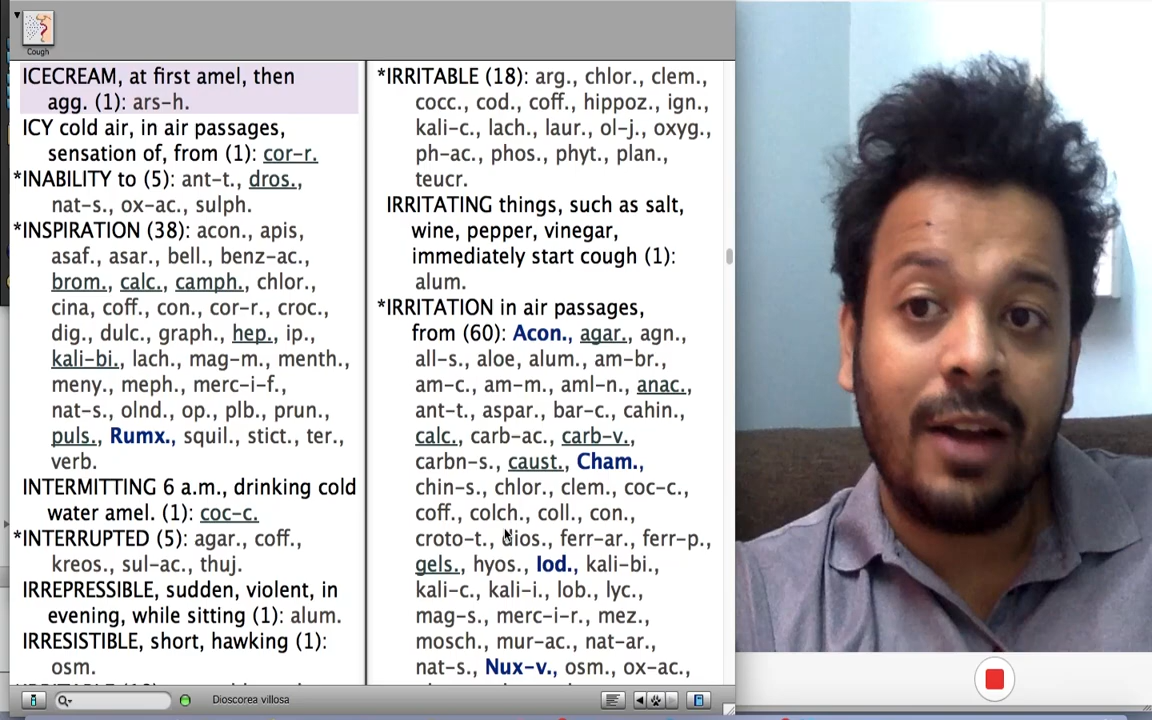 Cough
ICECREAM, at first amel, then
agg. (1): ars-h.
ICY cold air, in air passages,
sensation of, from (1): cor-r.
*INABILITY to (5): ant-t., dros.,
nat-s., ox-ac., sulph.
*INSPIRATION (38): acon., apis,
asaf., asar., bell., benz-ac.,
brom., calc., camph., chlor.,
cina, coff., con., cor-r., croc.,
dig., dulc., graph., hep., ip.,
kali-bi., lach., mag-m., menth.,
meny., meph., merc-i-f.,
nat-s., olnd., op., plb., prun.,
puls., Rumx., squil., stict., ter.,
verb.
INTERMITTING 6 a.m., drinking cold
water amel. (1): coc-c.
*INTERRUPTED (5): agar., coff.,
kreos., sul-ac., thuj.
IRREPRESSIBLE, sudden, violent, in
evening, while sitting (1): alum.
IRRESISTIBLE, short, hawking (1):
osm.
*IRRITABLE (18): arg., chlor., clem.,
cocc., cod., coff., hippoz., ign.,
kali-c., lach., laur., ol-j., oxyg.,
ph-ac., phos., phyt., plan.,
teucr.
IRRITATING things, such as salt,
wine, pepper, vinegar,
immediately start cough (1):
alum.
*IRRITATION in air passages,
from (60): Acon., agar., agn.,
all-s., aloe, alum., am-br.,
am-c., am-m., aml-n., anac.,
ant-t., aspar., bar-c., cahin.,
calc., carb-ac., carb-v.,
carbn-s., caust., Cham.,
chin-s., chlor., clem., coc-c.,
coff., colch., coll., con.,
croto-t., dios., ferr-ar., ferr-p.,
gels., hyos., Iod., kali-bi.,
kali-c., kali-i., lob., lyc.,
mag-s., merc-i-r., mez.,
mosch., mur-ac., nat-ar.,
nat-s., Nux-v., osm., ox-ac.,
Dioscorea villosa